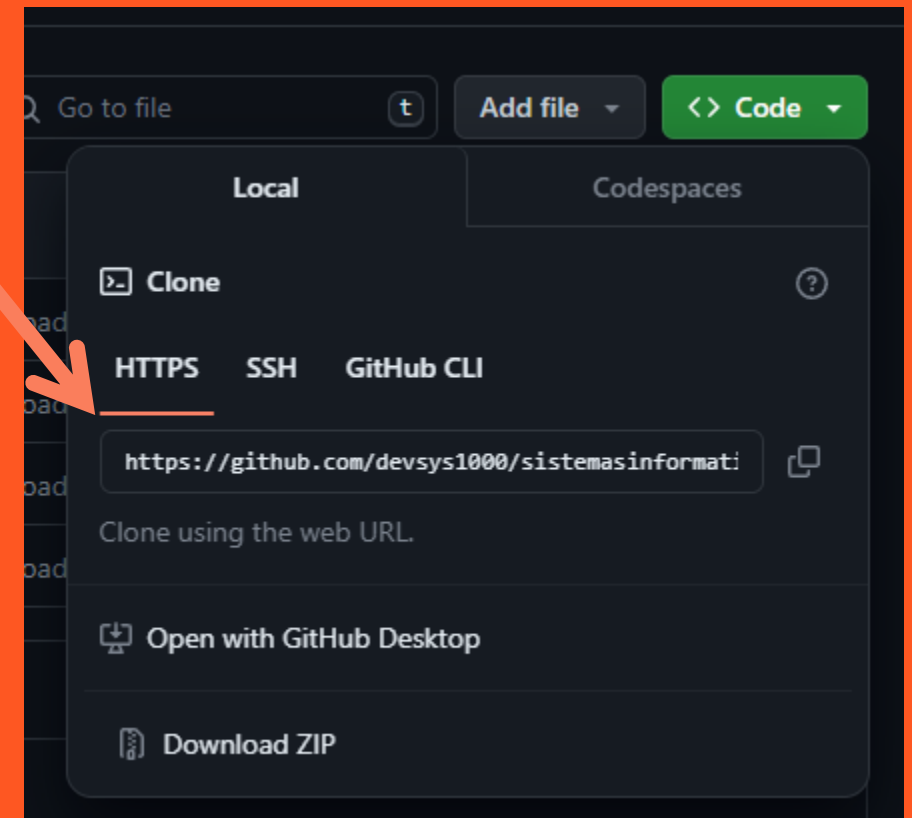 Go to file t Add file <> Code
Local Codespaces
Clone
HTTPS SSH GitHub CLI
https://github.com/devsys1000/sistemasinformati
Clone using the web URL.
Open with GitHub Desktop
Download ZIP